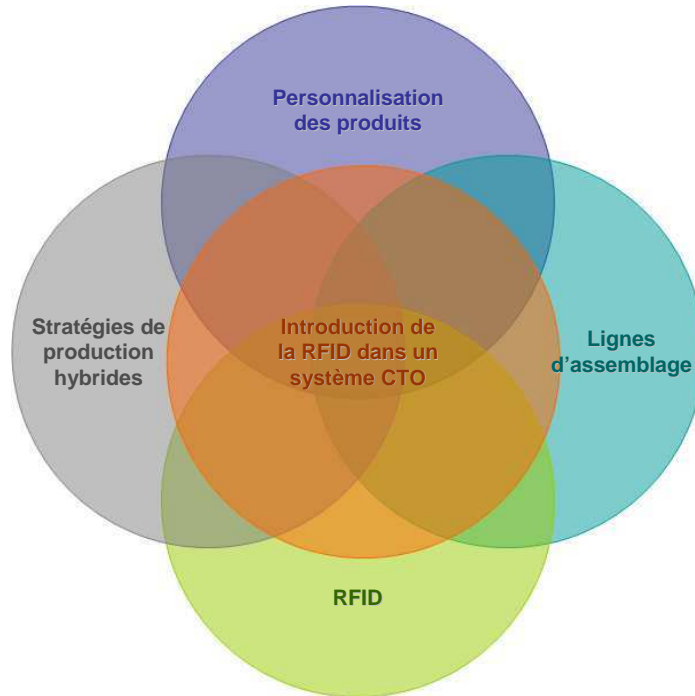 Personnalisation
des produits
Stratégies de
production
hybrides
Introduction de
la RFID dans un
système CTO
Lignes
d'assemblage
RFID